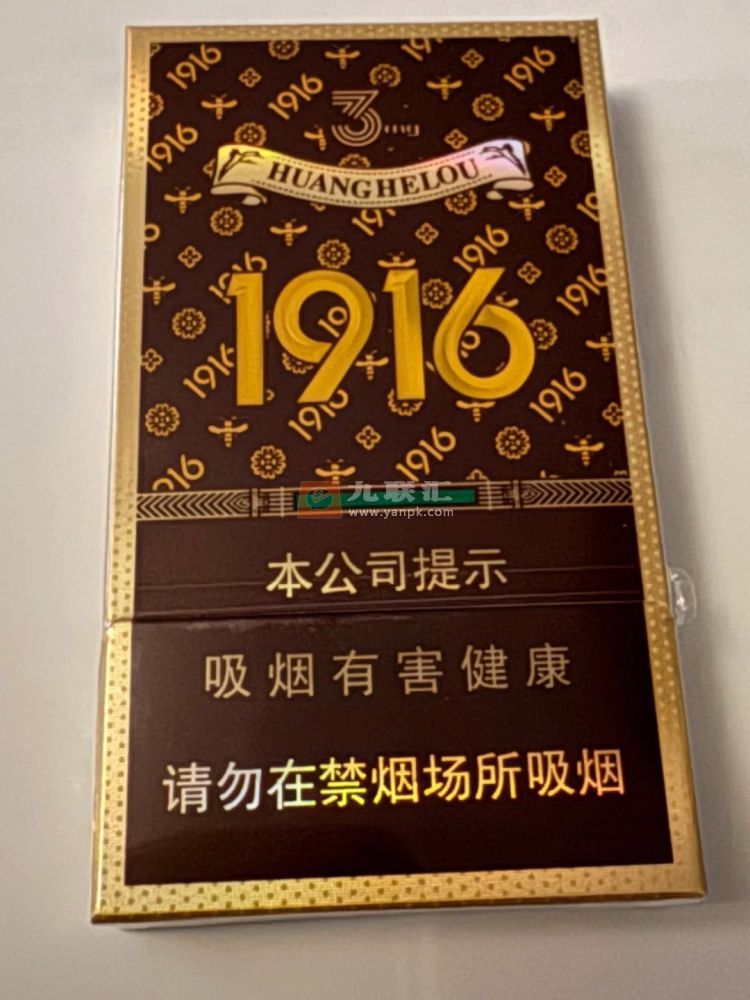 3mg
HUANGHELOU
1916
九联汇
www.yanpk.com
本公司提示
吸烟有害健康
请勿在禁烟场所吸烟